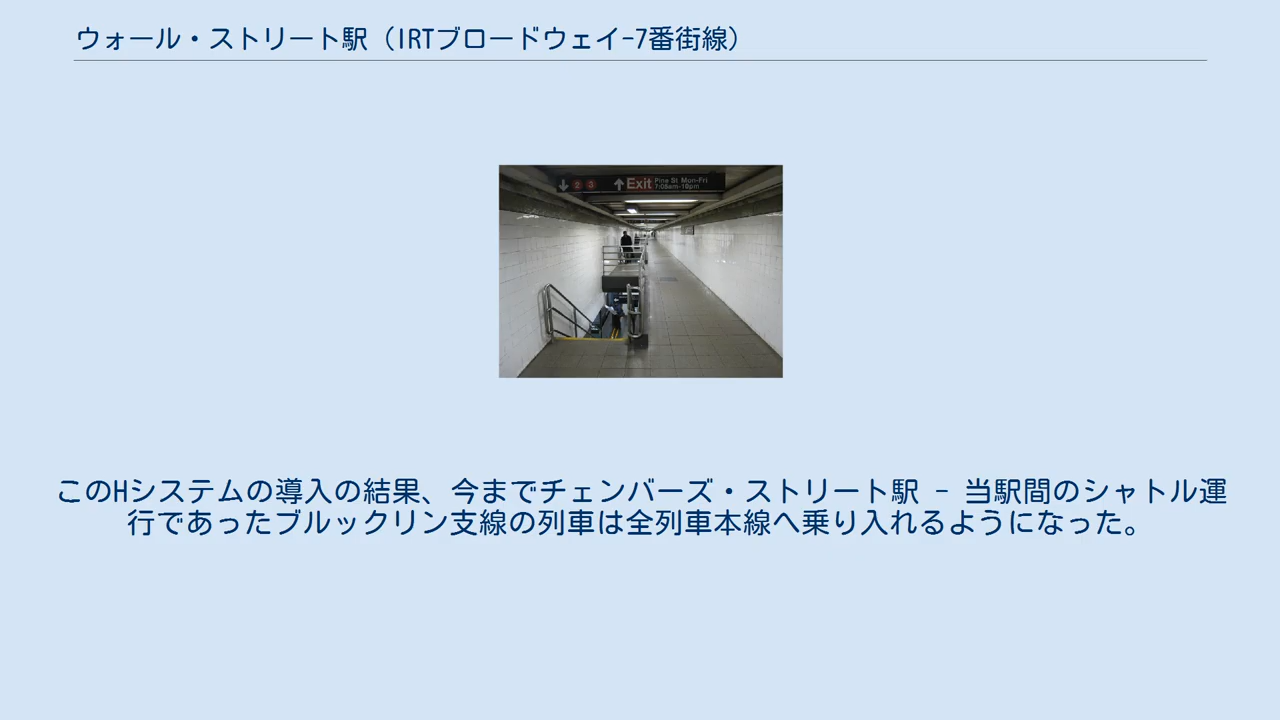 ウォール・ストリート駅（IRTブロードウェイ-7番街線）
2 3 Exit Pine St Mon-Fri
7:05am-10pm
このHシステムの導入の結果、今までチェンバーズ・ストリート駅 - 当駅間のシャトル運
行であったブルックリン支線の列車は全列車本線へ乗り入れるようになった。